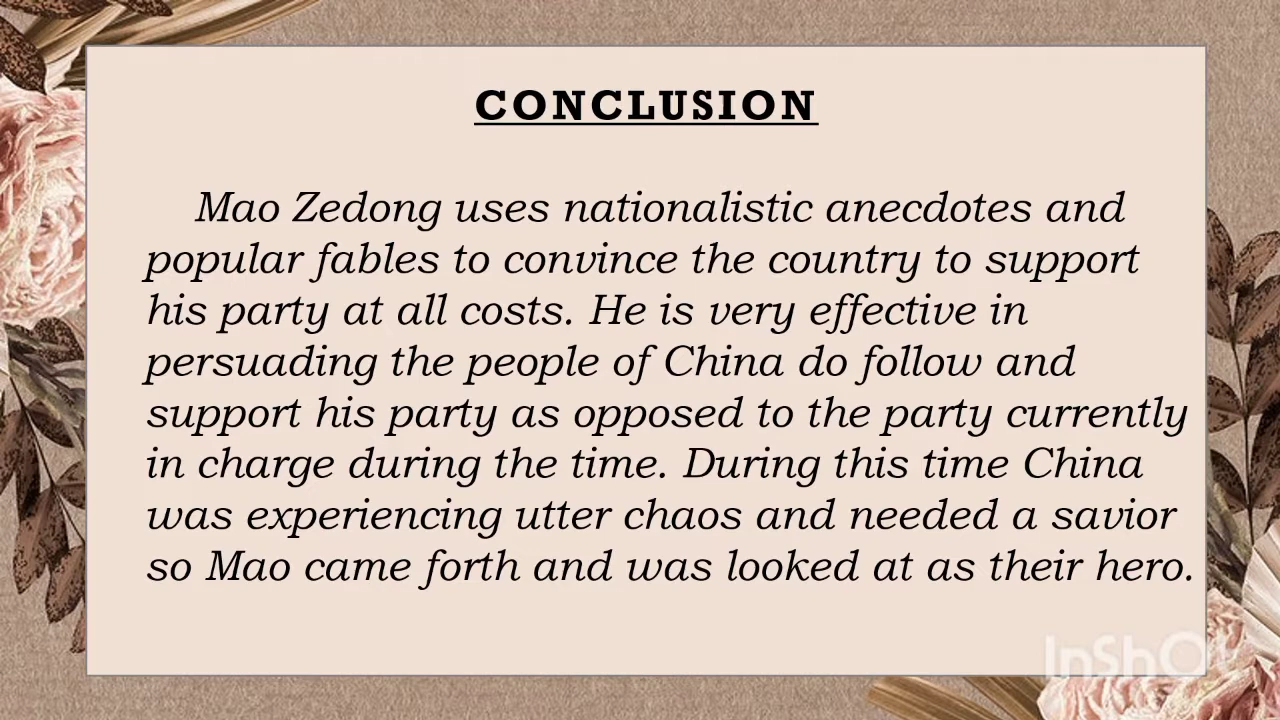 CONCLUSION
Mao Zedong uses nationalistic anecdotes and
popular fables to convince the country to support
his party at all costs. He is very effective in
persuading the people of China do follow and
support his party as opposed to the party currently
in charge during the time. During this time China
was experiencing utter chaos and needed a savior
so Mao came forth and was looked at as their hero.
InShO